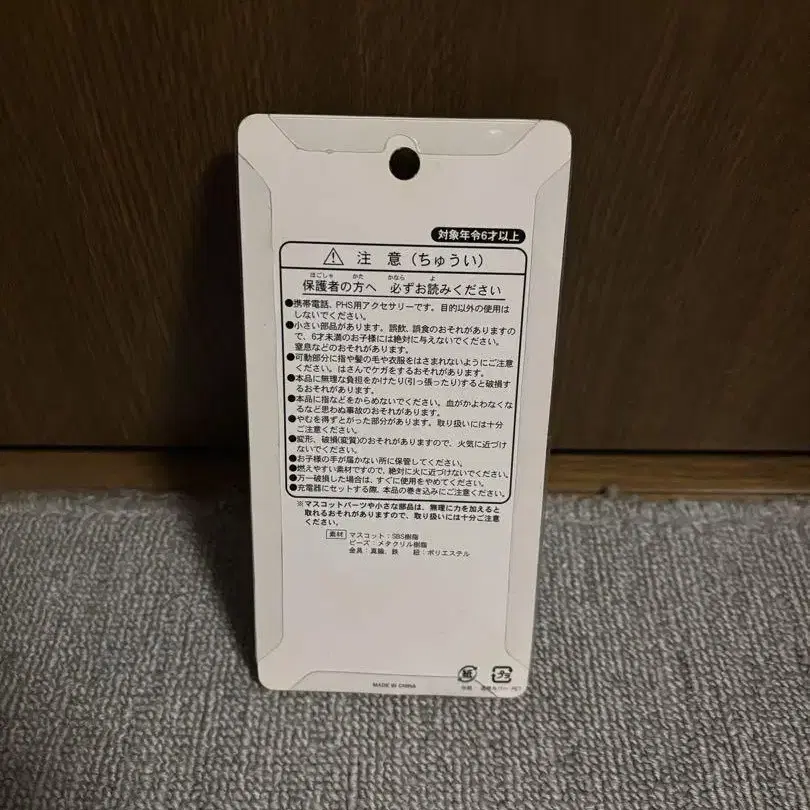 対象年令6才以上
注 意 (ちゅうい)
ほごしゃ かた かなら よ
保護者の方へ 必ずお読みください
●携帯電話、PHS用アクセサリーです。目的以外の使用は
しないでください。
●小さい部品があります。誤飲、誤食のおそれがありますの
で、6才未満のお子様には絶対に与えないでください。
窒息などのおそれがあります。
●可動部分に指や髪の毛や衣服をはさまれないようにご注意
ください。はさんでケガをするおそれがあります。
●本品に無理な負担をかけたり(引っ張ったり)すると破損す
るおそれがあります。
●本品に指などをからめないでください。血がかよわなくな
るなど思わぬ事故のおそれがあります。
●やむを得ずとがった部分があります。取り扱いには十分
ご注意ください。
●変形、破損(変質)のおそれがありますので、火気に近づけ
ないでください。
●お子様の手が届かない所に保管してください。
●燃えやすい素材ですので、絶対に火に近づけないでください。
●万一破損した場合は、すぐに使用をやめてください。
●充電器にセットする際、本品の巻き込みにご注意ください。
※マスコットパーツや小さな部品は、無理に力を加えると
取れるおそれがありますので、取り扱いには十分ご注意
ください。
素材 マスコット:SBS樹脂
ビーズ:メタクリル樹脂
金具:真鍮、鉄 紐:ポリエステル
紙 プラ
台紙 透明カバー:PET
MADE IN CHINA